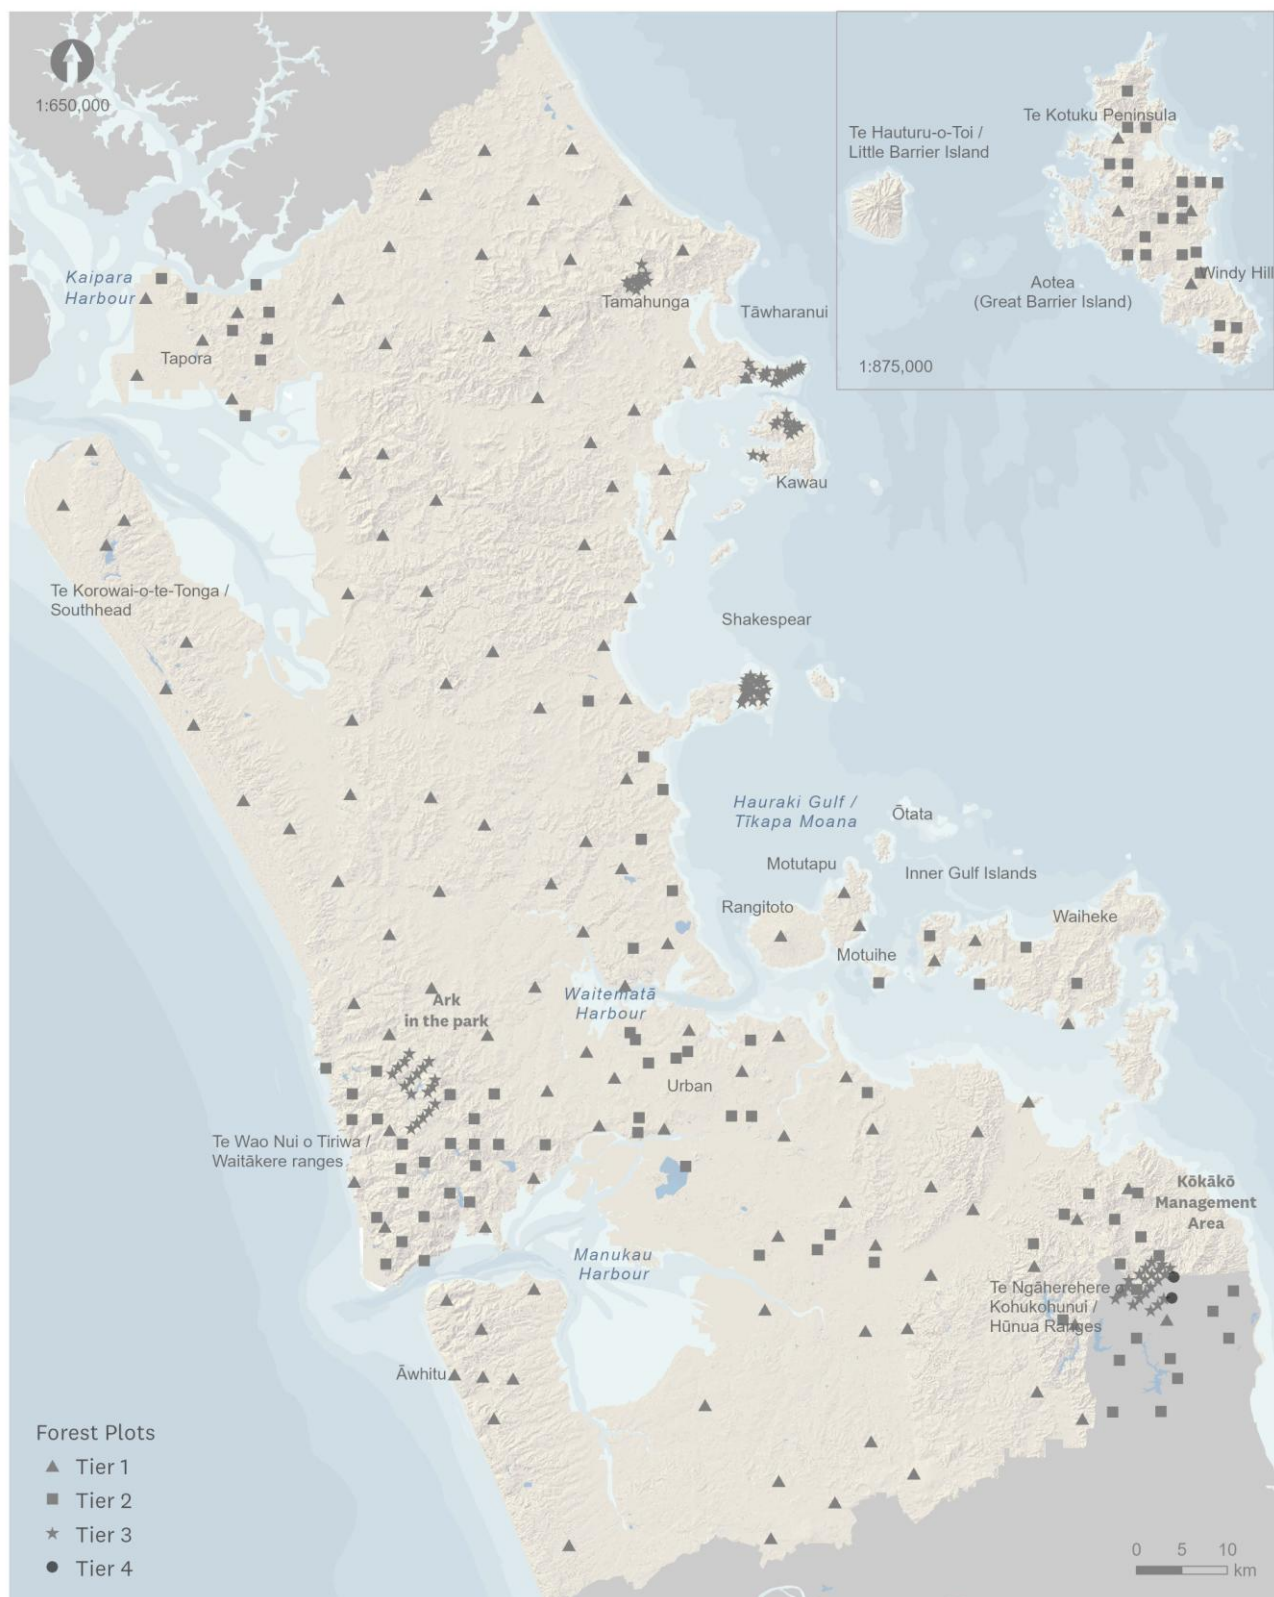 1:650,000
Te Kotuku Peninsula
Te Hauturu-o-Toi /
Little Barrier Island
Kaipara
Harbour
Windy Hill
Aotea
(Great Barrier Island)
Tamahunga
Tāwharanui
Tapora
1:875,000
Kawau
Te Korowai-o-te-Tonga /
Southhead
Shakespear
Hauraki Gulf /
Tīkapa Moana
Ōtata
Motutapu
Inner Gulf Islands
Rangitoto
Waiheke
Motuihe
Ark
in the park
Waitematā
Harbour
Urban
Te Wao Nui o Tiriwa /
Waitākere ranges
Kōkākō
Management
Area
Manukau
Harbour
Te Ngāherehere o
Kohukohunui /
Hūnua Ranges
Āwhitu
Forest Plots
Tier 1
Tier 2
Tier 3
Tier 4
0 5 10
km